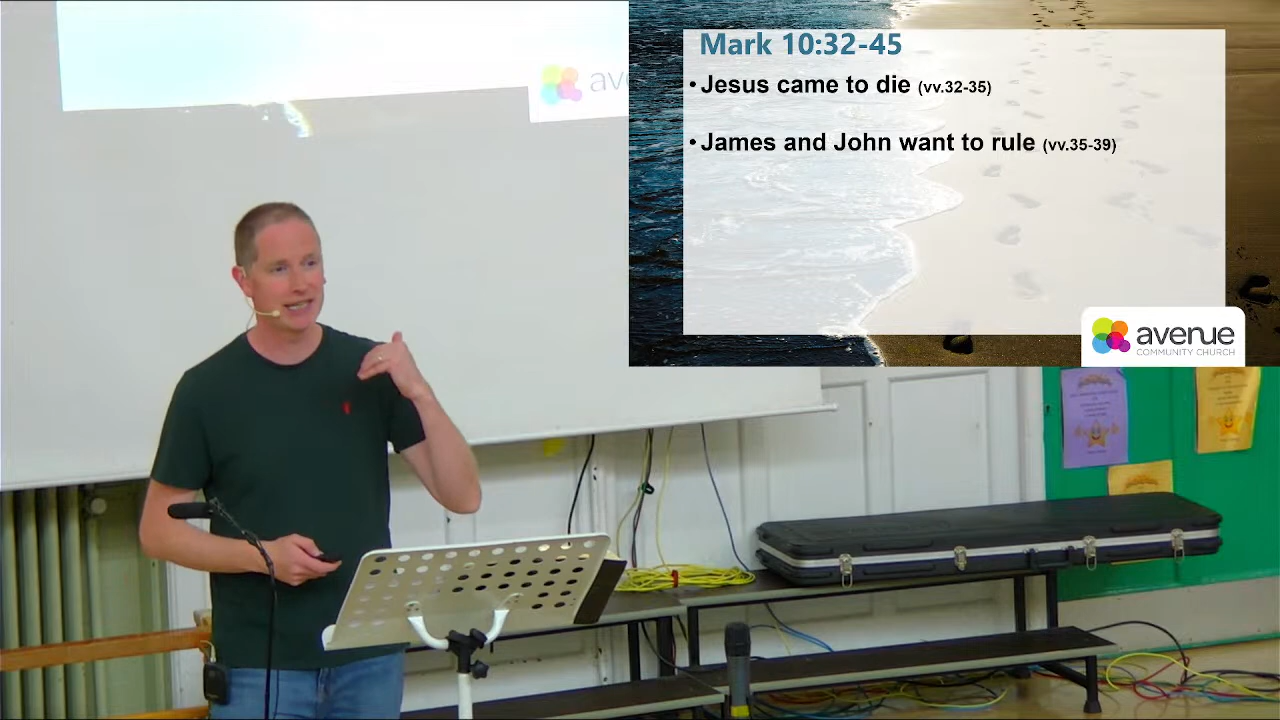 Mark 10:32-45
• Jesus came to die (vv.32-35)
• James and John want to rule (vv.35-39)
avenue
COMMUNITY CHURCH
av